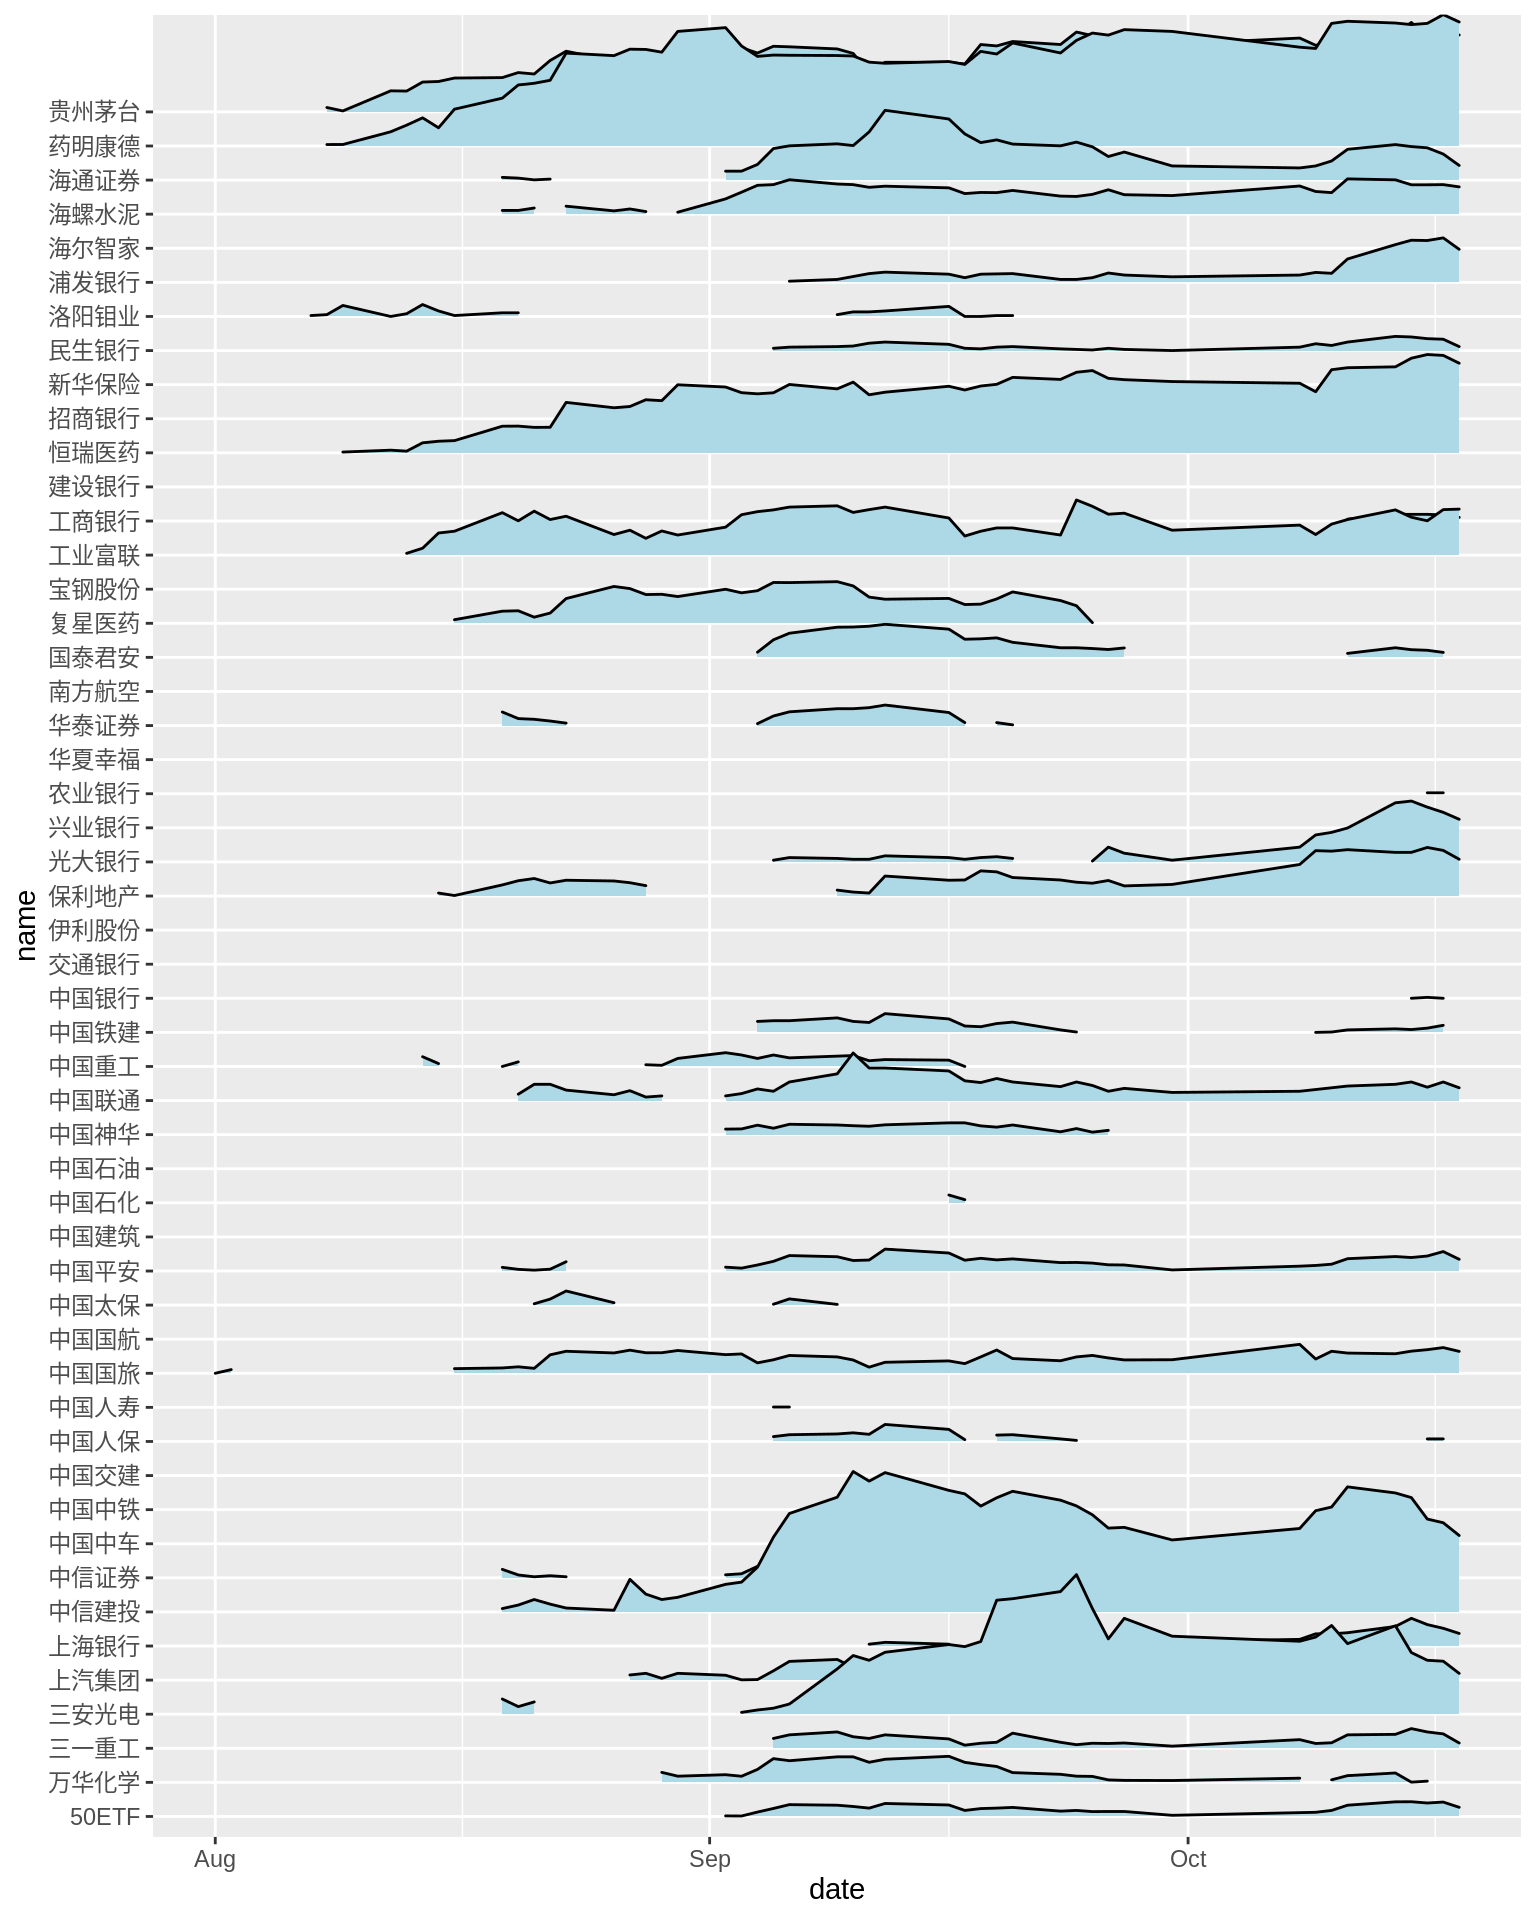 贵州茅台
药明康德
海通证券
海螺水泥
海尔智家
浦发银行
洛阳钼业
民生银行
新华保险
招商银行
恒瑞医药
建设银行
工商银行
工业富联
宝钢股份
复星医药
国泰君安
南方航空
华泰证券
华夏幸福
农业银行
兴业银行
光大银行
保利地产
伊利股份
交通银行
中国银行
中国铁建
中国重工
中国联通
中国神华
中国石油
中国石化
中国建筑
中国平安
中国太保
中国国航
中国国旅
中国人寿
中国人保
中国交建
中国中铁
中国中车
中信证券
中信建投
上海银行
上汽集团
三安光电
三一重工
万华化学
50ETF
name
Aug Sep Oct
date